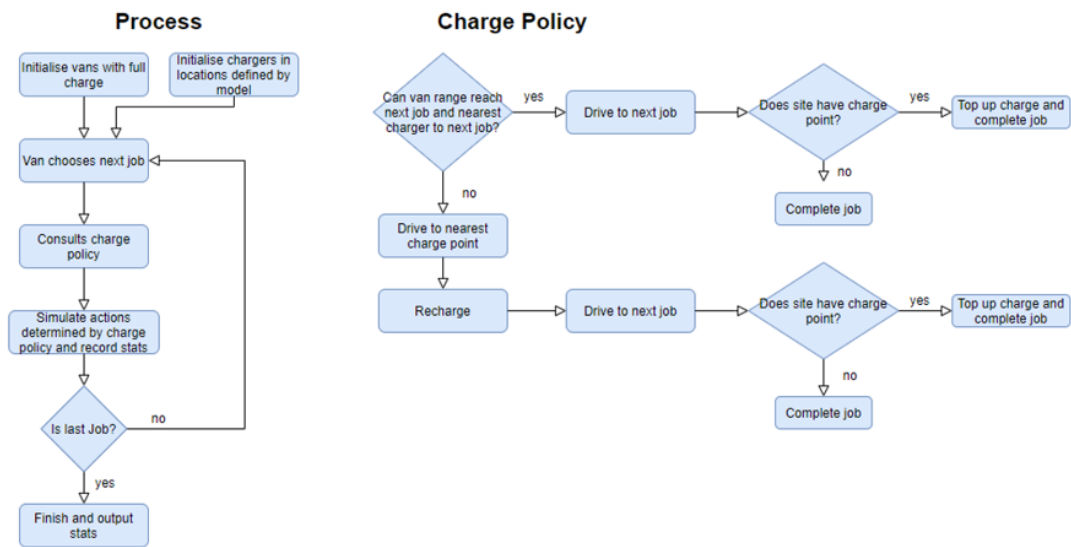 Process
Initialise vans with full
charge
Initialise chargers in
locations defined by
model
Van chooses next job
Consults charge
policy
Simulate actions
determined by charge
policy and record stats
Is last Job?
no
yes
Finish and output
stats
Charge Policy
Can van range reach
next job and nearest
charger to next job?
yes
Drive to next job
Does site have charge
point?
yes
Top up charge and
complete job
no
Complete job
no
Drive to nearest
charge point
Recharge
Drive to next job
Does site have charge
point?
yes
Top up charge and
complete job
no
Complete job